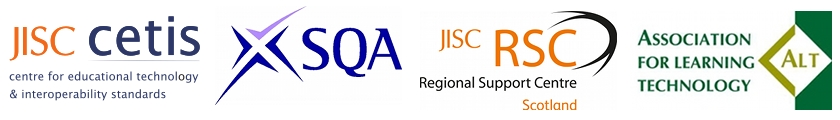 JISC cetis
centre for educational technology
& interoperability standards
SQA
JISC RSC
Regional Support Centre
Scotland
ASSOCIATION
FOR LEARNING
TECHNOLOGY
ALT